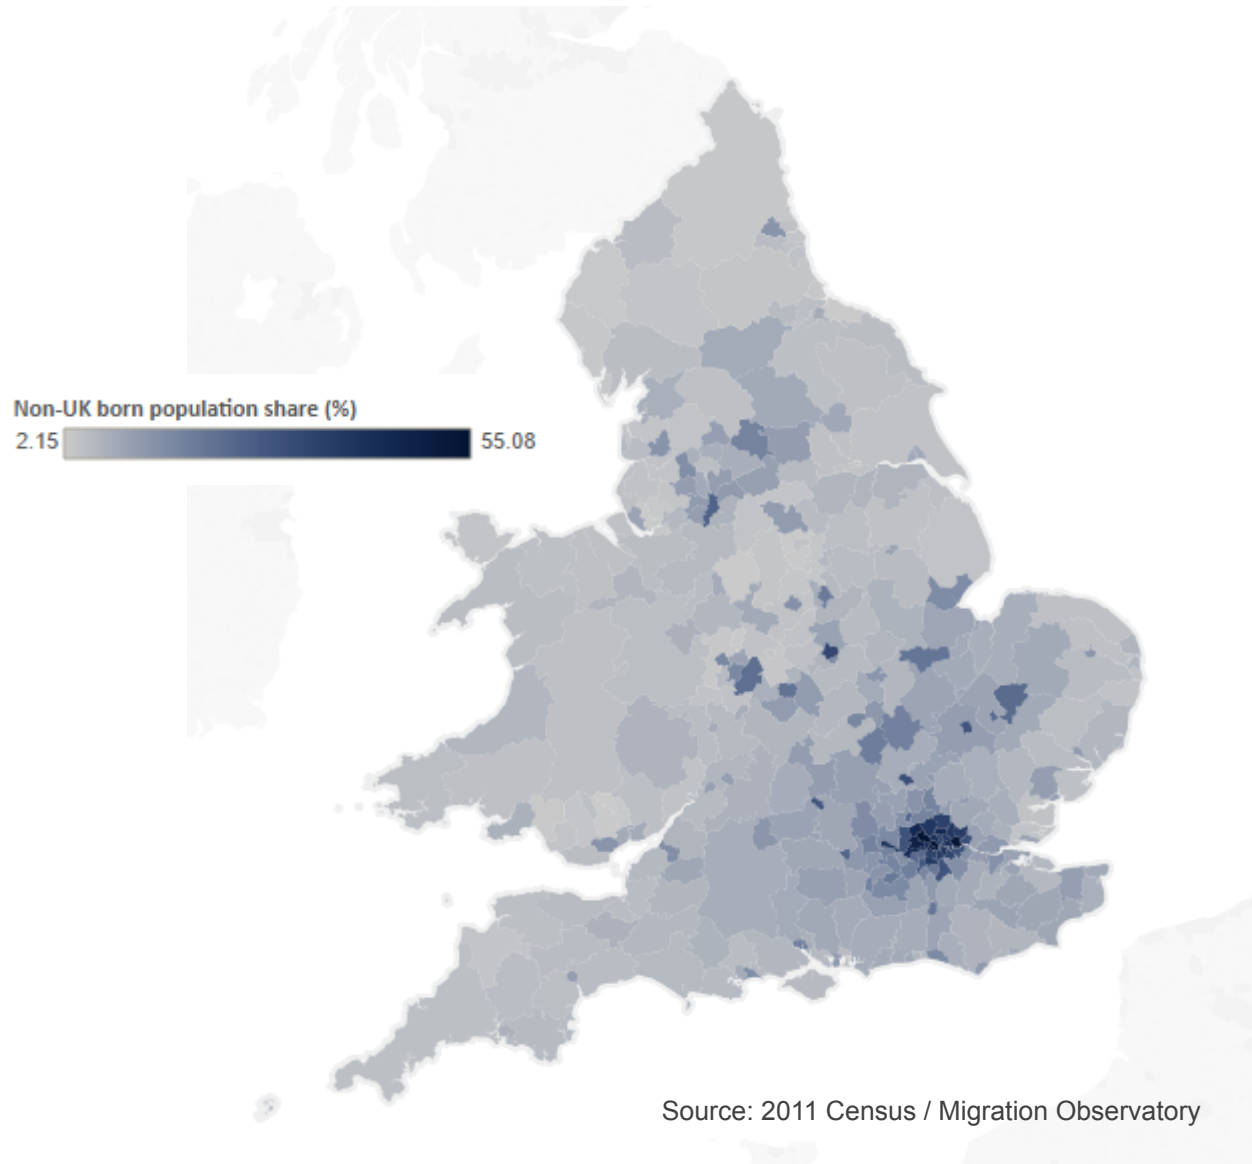 Non-UK born population share (%)
2.15 55.08
Source: 2011 Census / Migration Observatory